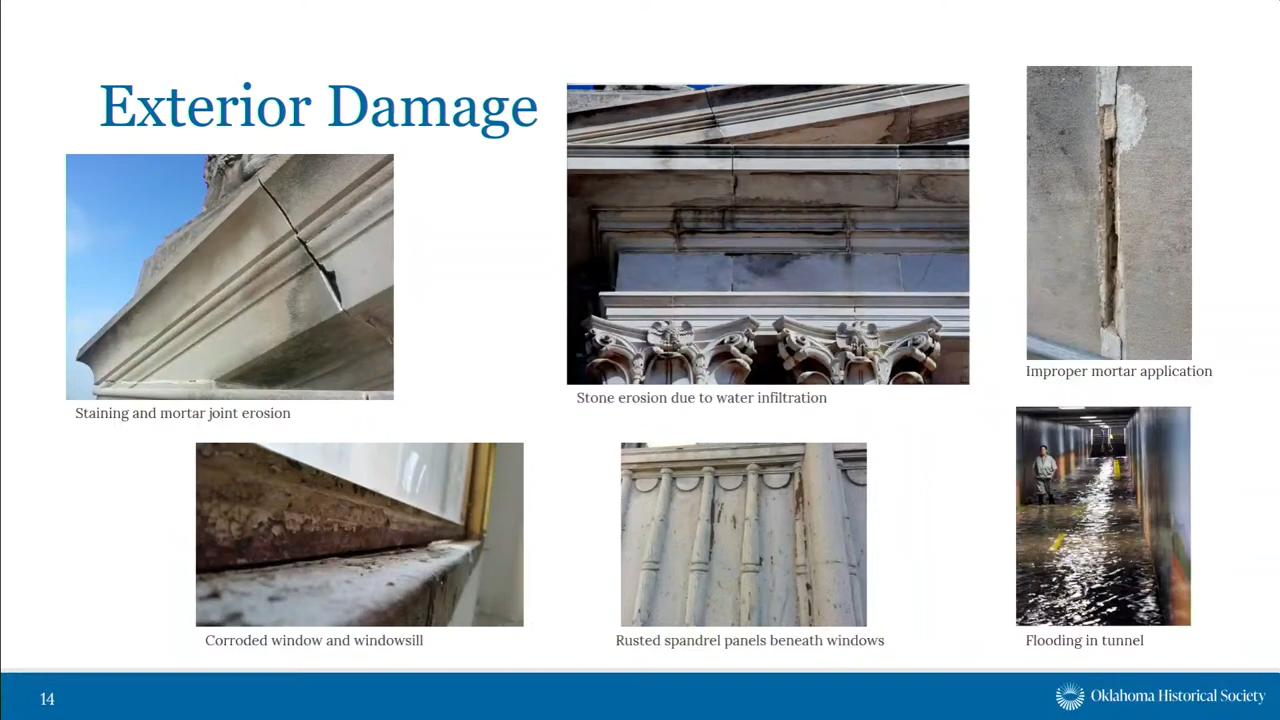 Exterior Damage
Staining and mortar joint erosion
Stone erosion due to water infiltration
Improper mortar application
Corroded window and windowsill
Rusted spandrel panels beneath windows
Flooding in tunnel
14
Oklahoma Historical Society